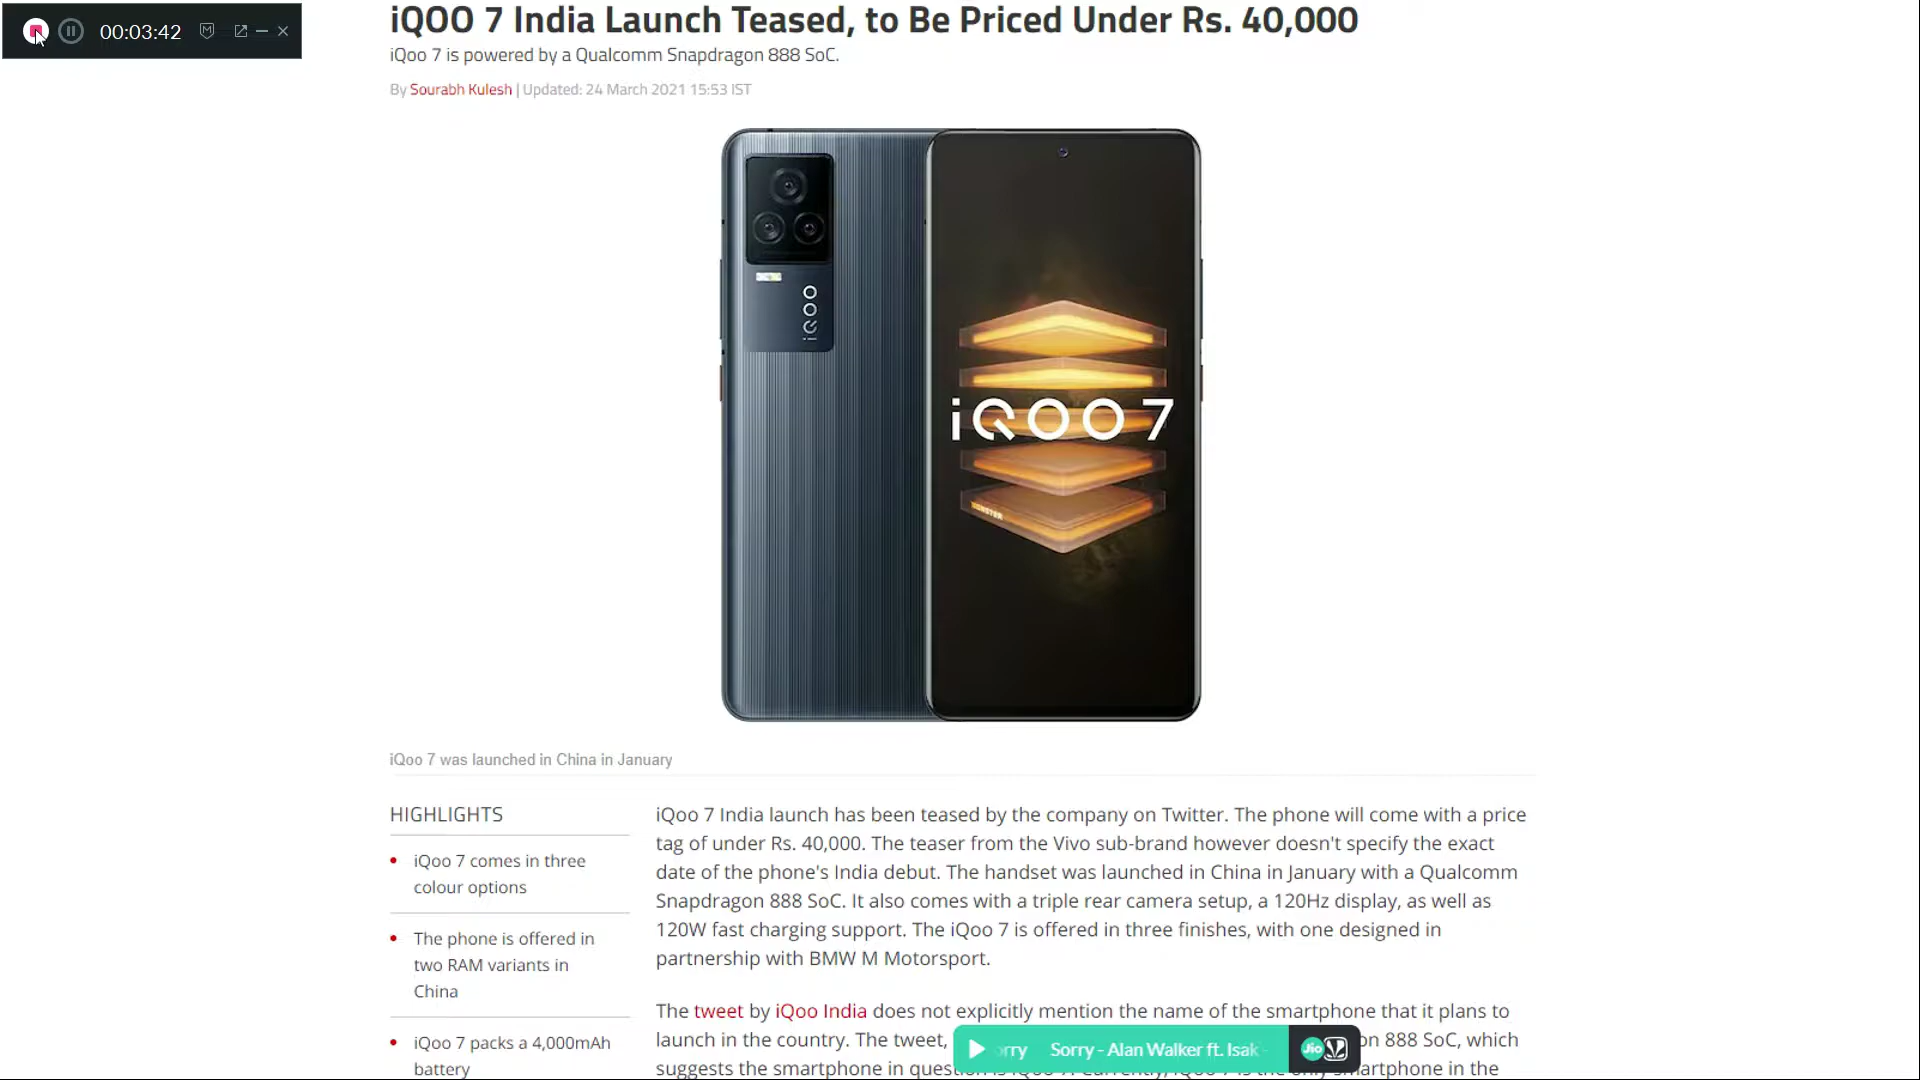 00:03:42
iQOO 7 India Launch Teased, to Be Priced Under Rs. 40,000
iQoo 7 is powered by a Qualcomm Snapdragon 888 SoC.
By Sourabh Kulesh | Updated: 24 March 2021 15:53 IST
iQOO
iQOO 7
MONSTER
iQoo 7 was launched in China in January
HIGHLIGHTS
iQoo 7 comes in three
colour options
The phone is offered in
two RAM variants in
China
iQoo 7 packs a 4,000mAh
battery
iQoo 7 India launch has been teased by the company on Twitter. The phone will come with a price
tag of under Rs. 40,000. The teaser from the Vivo sub-brand however doesn't specify the exact
date of the phone's India debut. The handset was launched in China in January with a Qualcomm
Snapdragon 888 SoC. It also comes with a triple rear camera setup, a 120Hz display, as well as
120W fast charging support. The iQoo 7 is offered in three finishes, with one designed in
partnership with BMW M Motorsport.
The tweet by iQoo India does not explicitly mention the name of the smartphone that it plans to
launch in the country. The tweet, on 888 SoC, which
suggests the smartphone in smartphone in the
orry Sorry - Alan Walker ft. Isak -
Jio